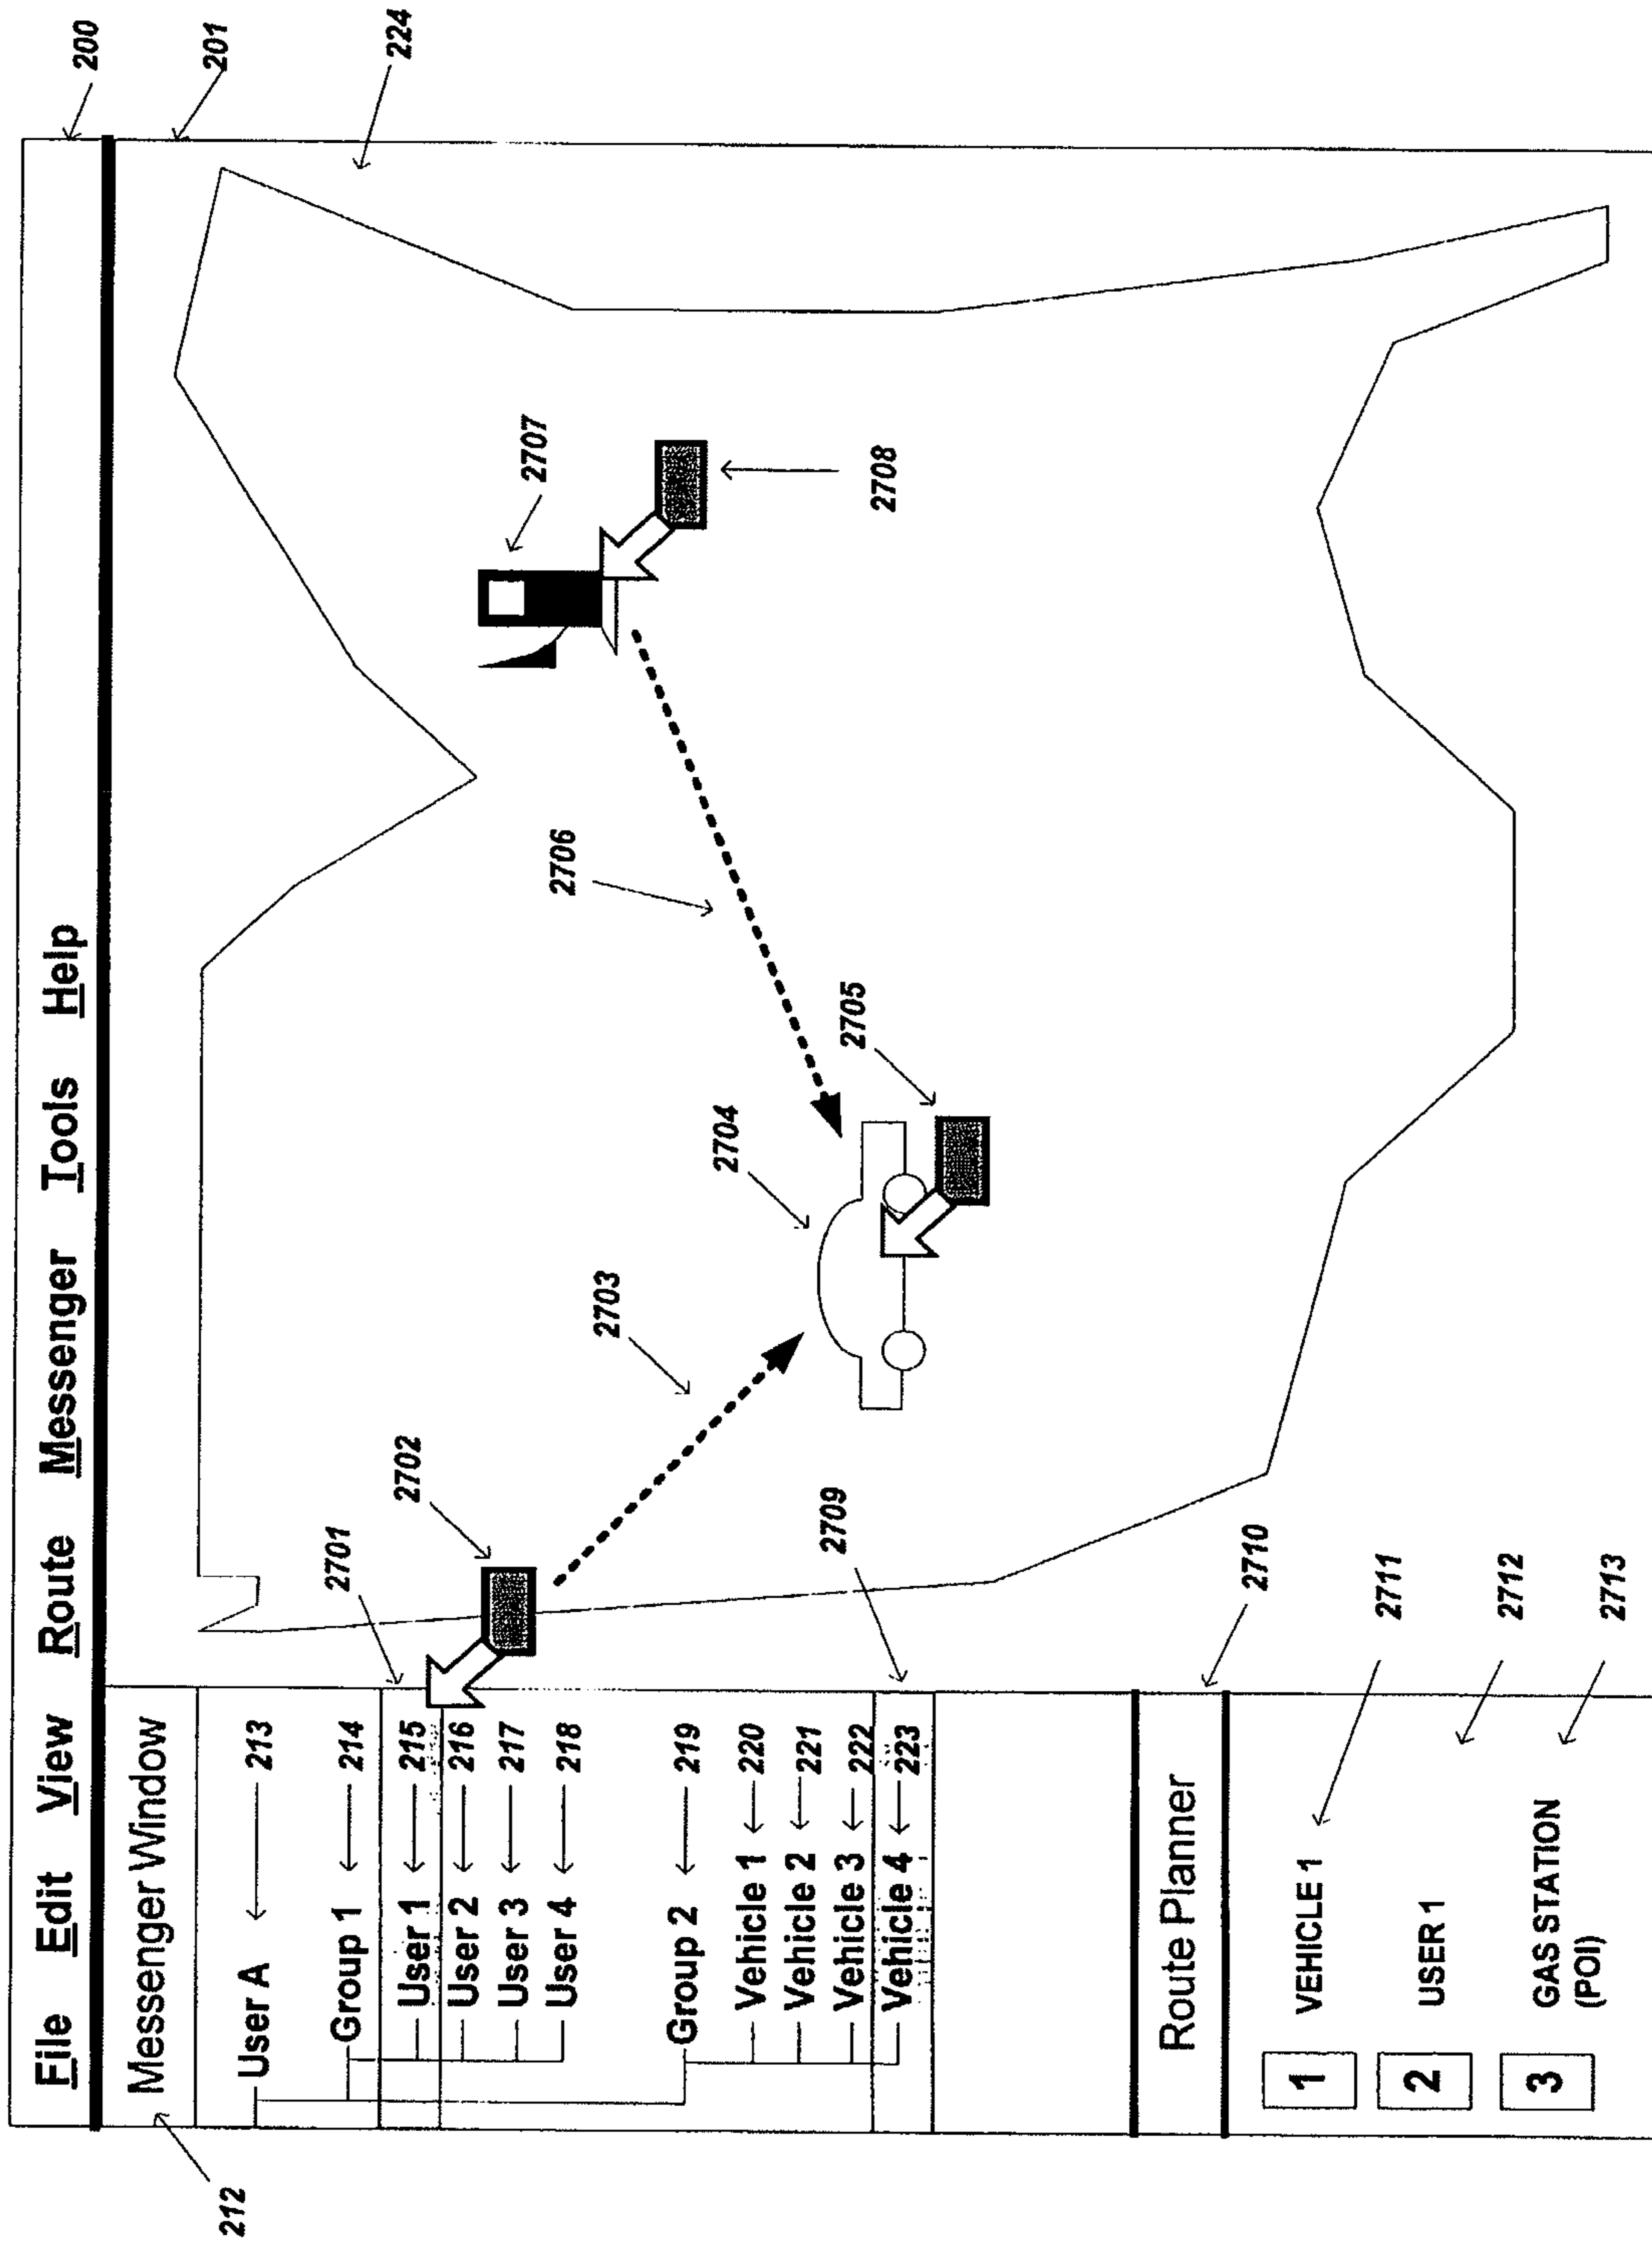 File Edit View Route Messenger Tools Help
200
201
224
212
Messenger Window
User A 213
Group 1 214
User 1 215
User 2 216
User 3 217
User 4 218
Group 2 219
Vehicle 1 220
Vehicle 2 221
Vehicle 3 222
Vehicle 4 223
2701
2702
2703
2704
2705
2706
2707
2708
2709
Route Planner
2710
1 VEHICLE 1
2711
2 USER 1
2712
3 GAS STATION
(POI)
2713